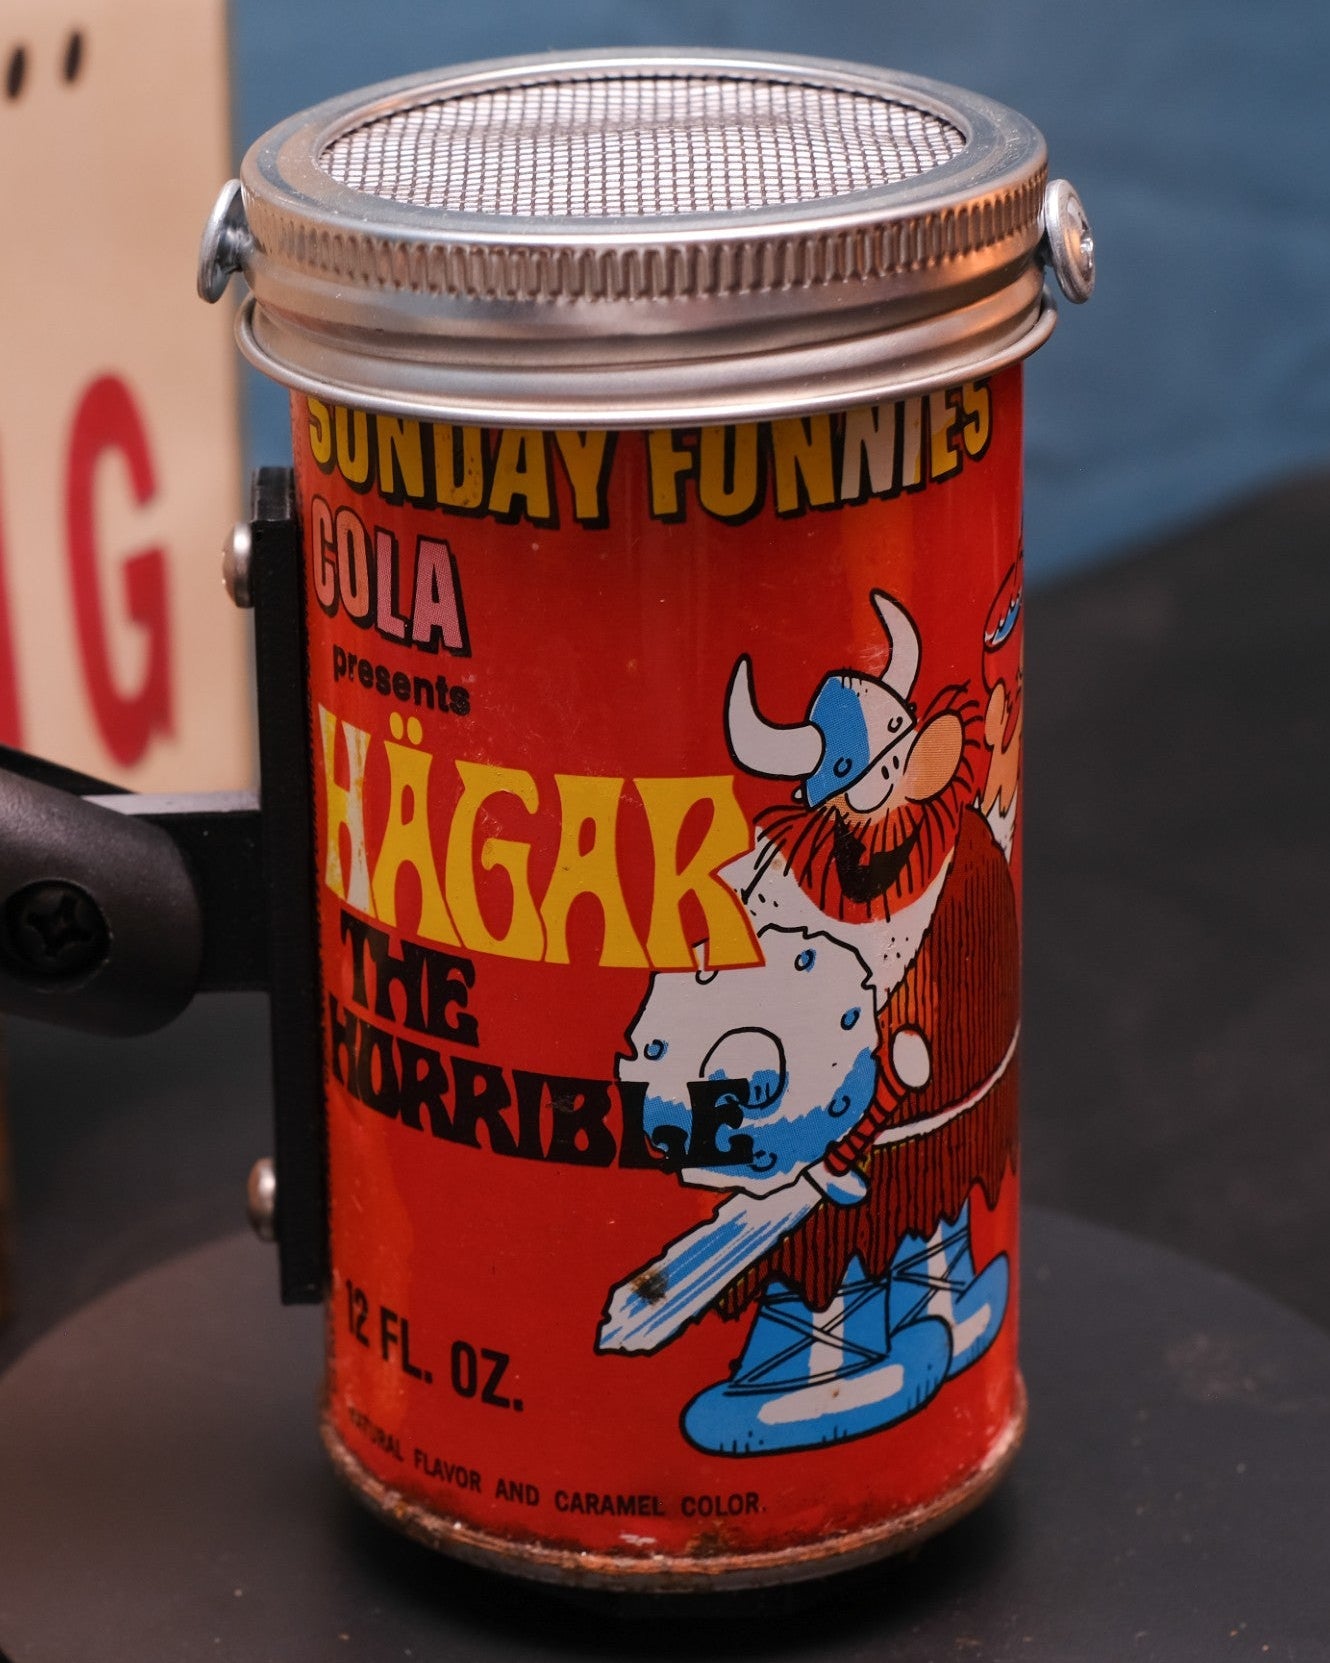 SUNDAY FUNNIES
COLA
presents
HÄGAR
THE
HORRIBLE
12 FL. OZ.
NATURAL FLAVOR AND CARAMEL COLOR.
G